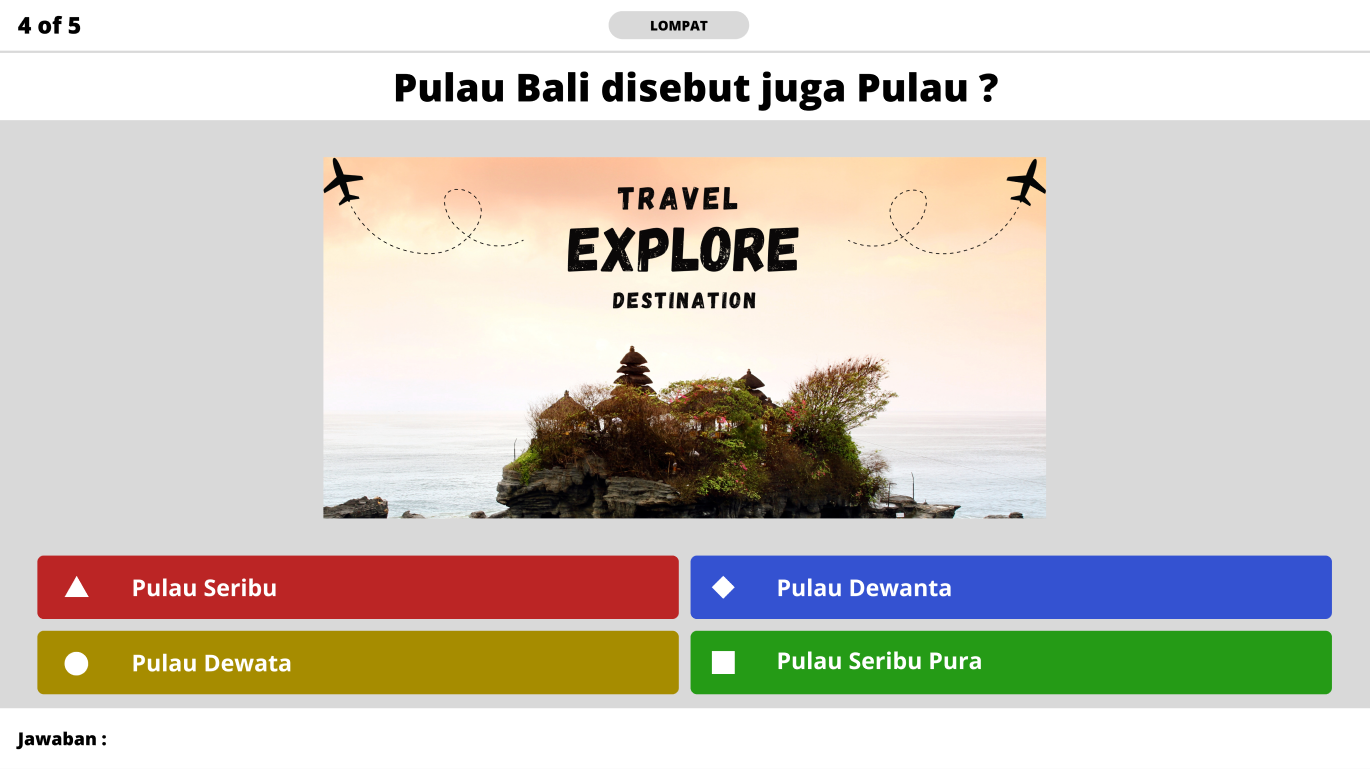 4 of 5
LOMPAT
Pulau Bali disebut juga Pulau ?
TRAVEL
EXPLORE
DESTINATION
Pulau Seribu
Pulau Dewanta
Pulau Dewata
Pulau Seribu Pura
Jawaban :